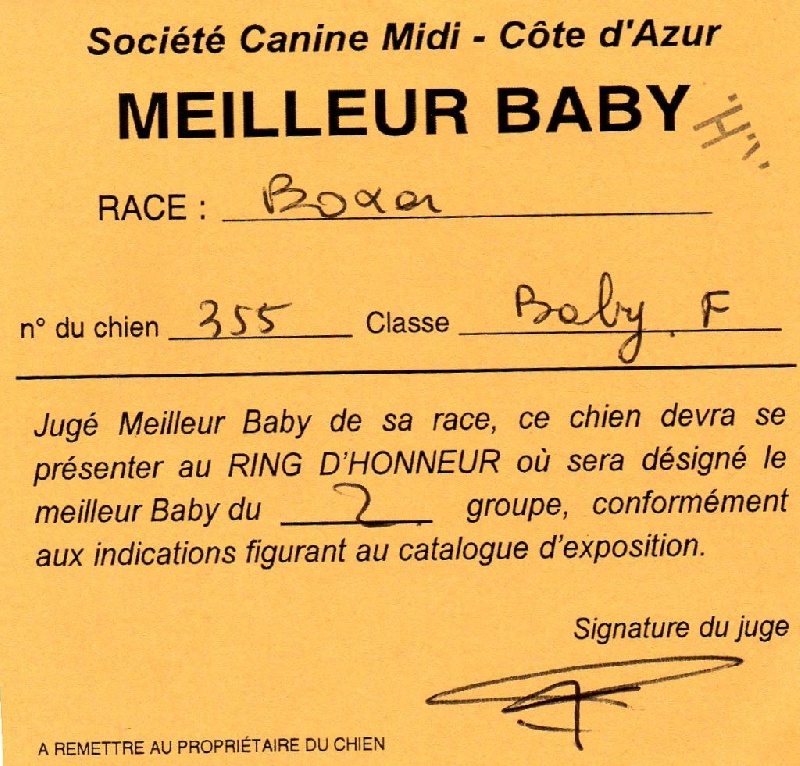 Société Canine Midi - Côte d'Azur
MEILLEUR BABY
RACE : Boxer
n° du chien 355 Classe Baby. F
Jugé Meilleur Baby de sa race, ce chien devra se
présenter au RING D'HONNEUR où sera désigné le
meilleur Baby du 2 groupe, conformément
aux indications figurant au catalogue d'exposition.
Signature du juge
A REMETTRE AU PROPRIÉTAIRE DU CHIEN